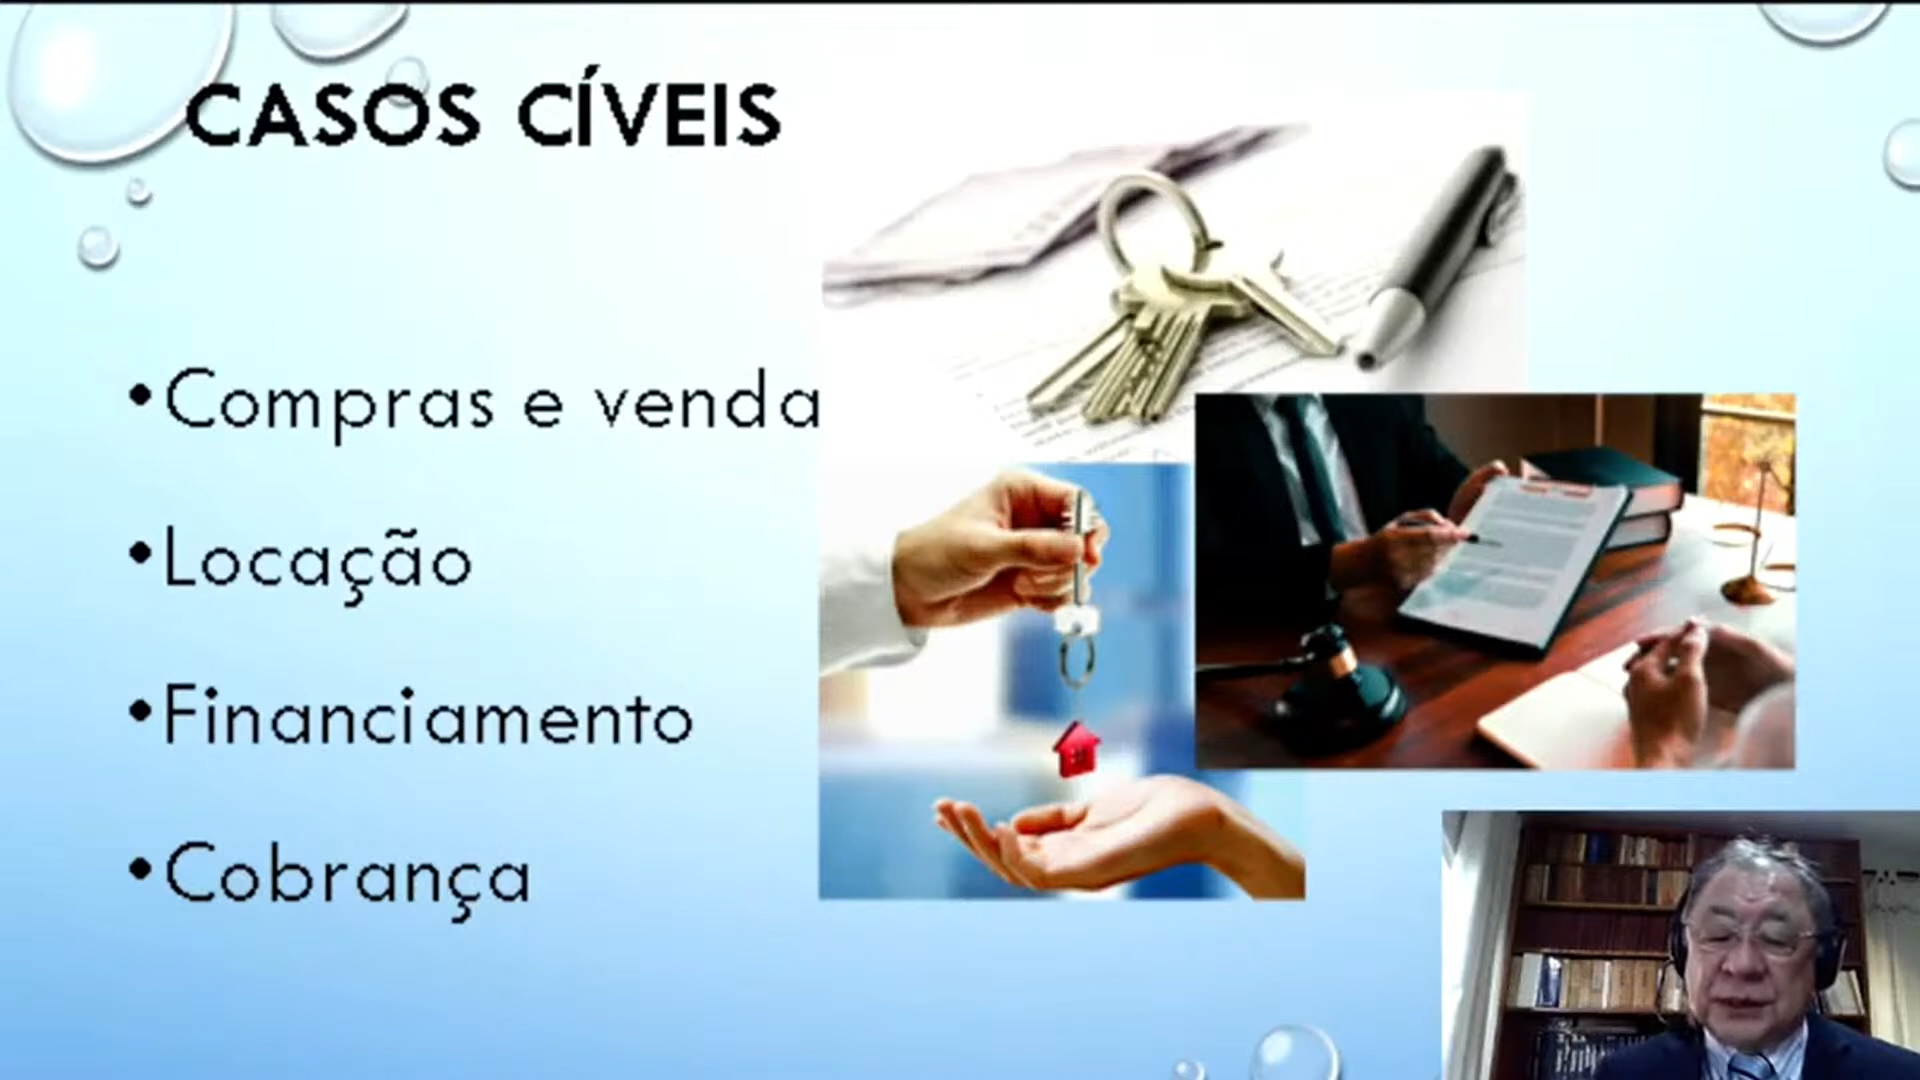 CASOS CÍVEIS
•Compras e venda
•Locação
•Financiamento
•Cobrança